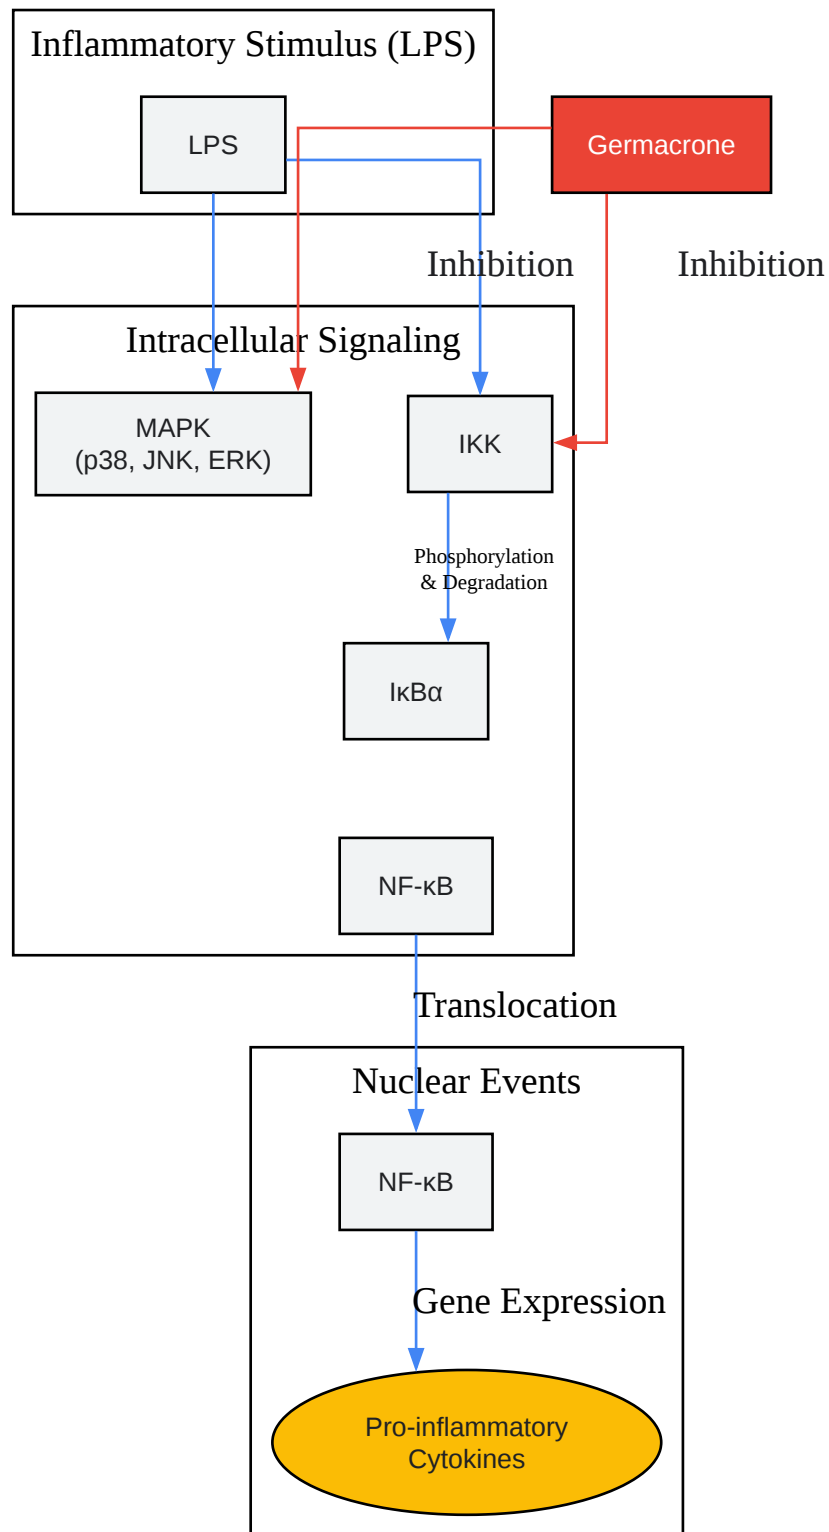 Inflammatory Stimulus (LPS)
LPS
Germacrone
Inhibition
Inhibition
Intracellular Signaling
MAPK
(p38, JNK, ERK)
IKK
Phosphorylation
& Degradation
IκBα
NF-κB
Translocation
Nuclear Events
NF-κB
Gene Expression
Pro-inflammatory
Cytokines